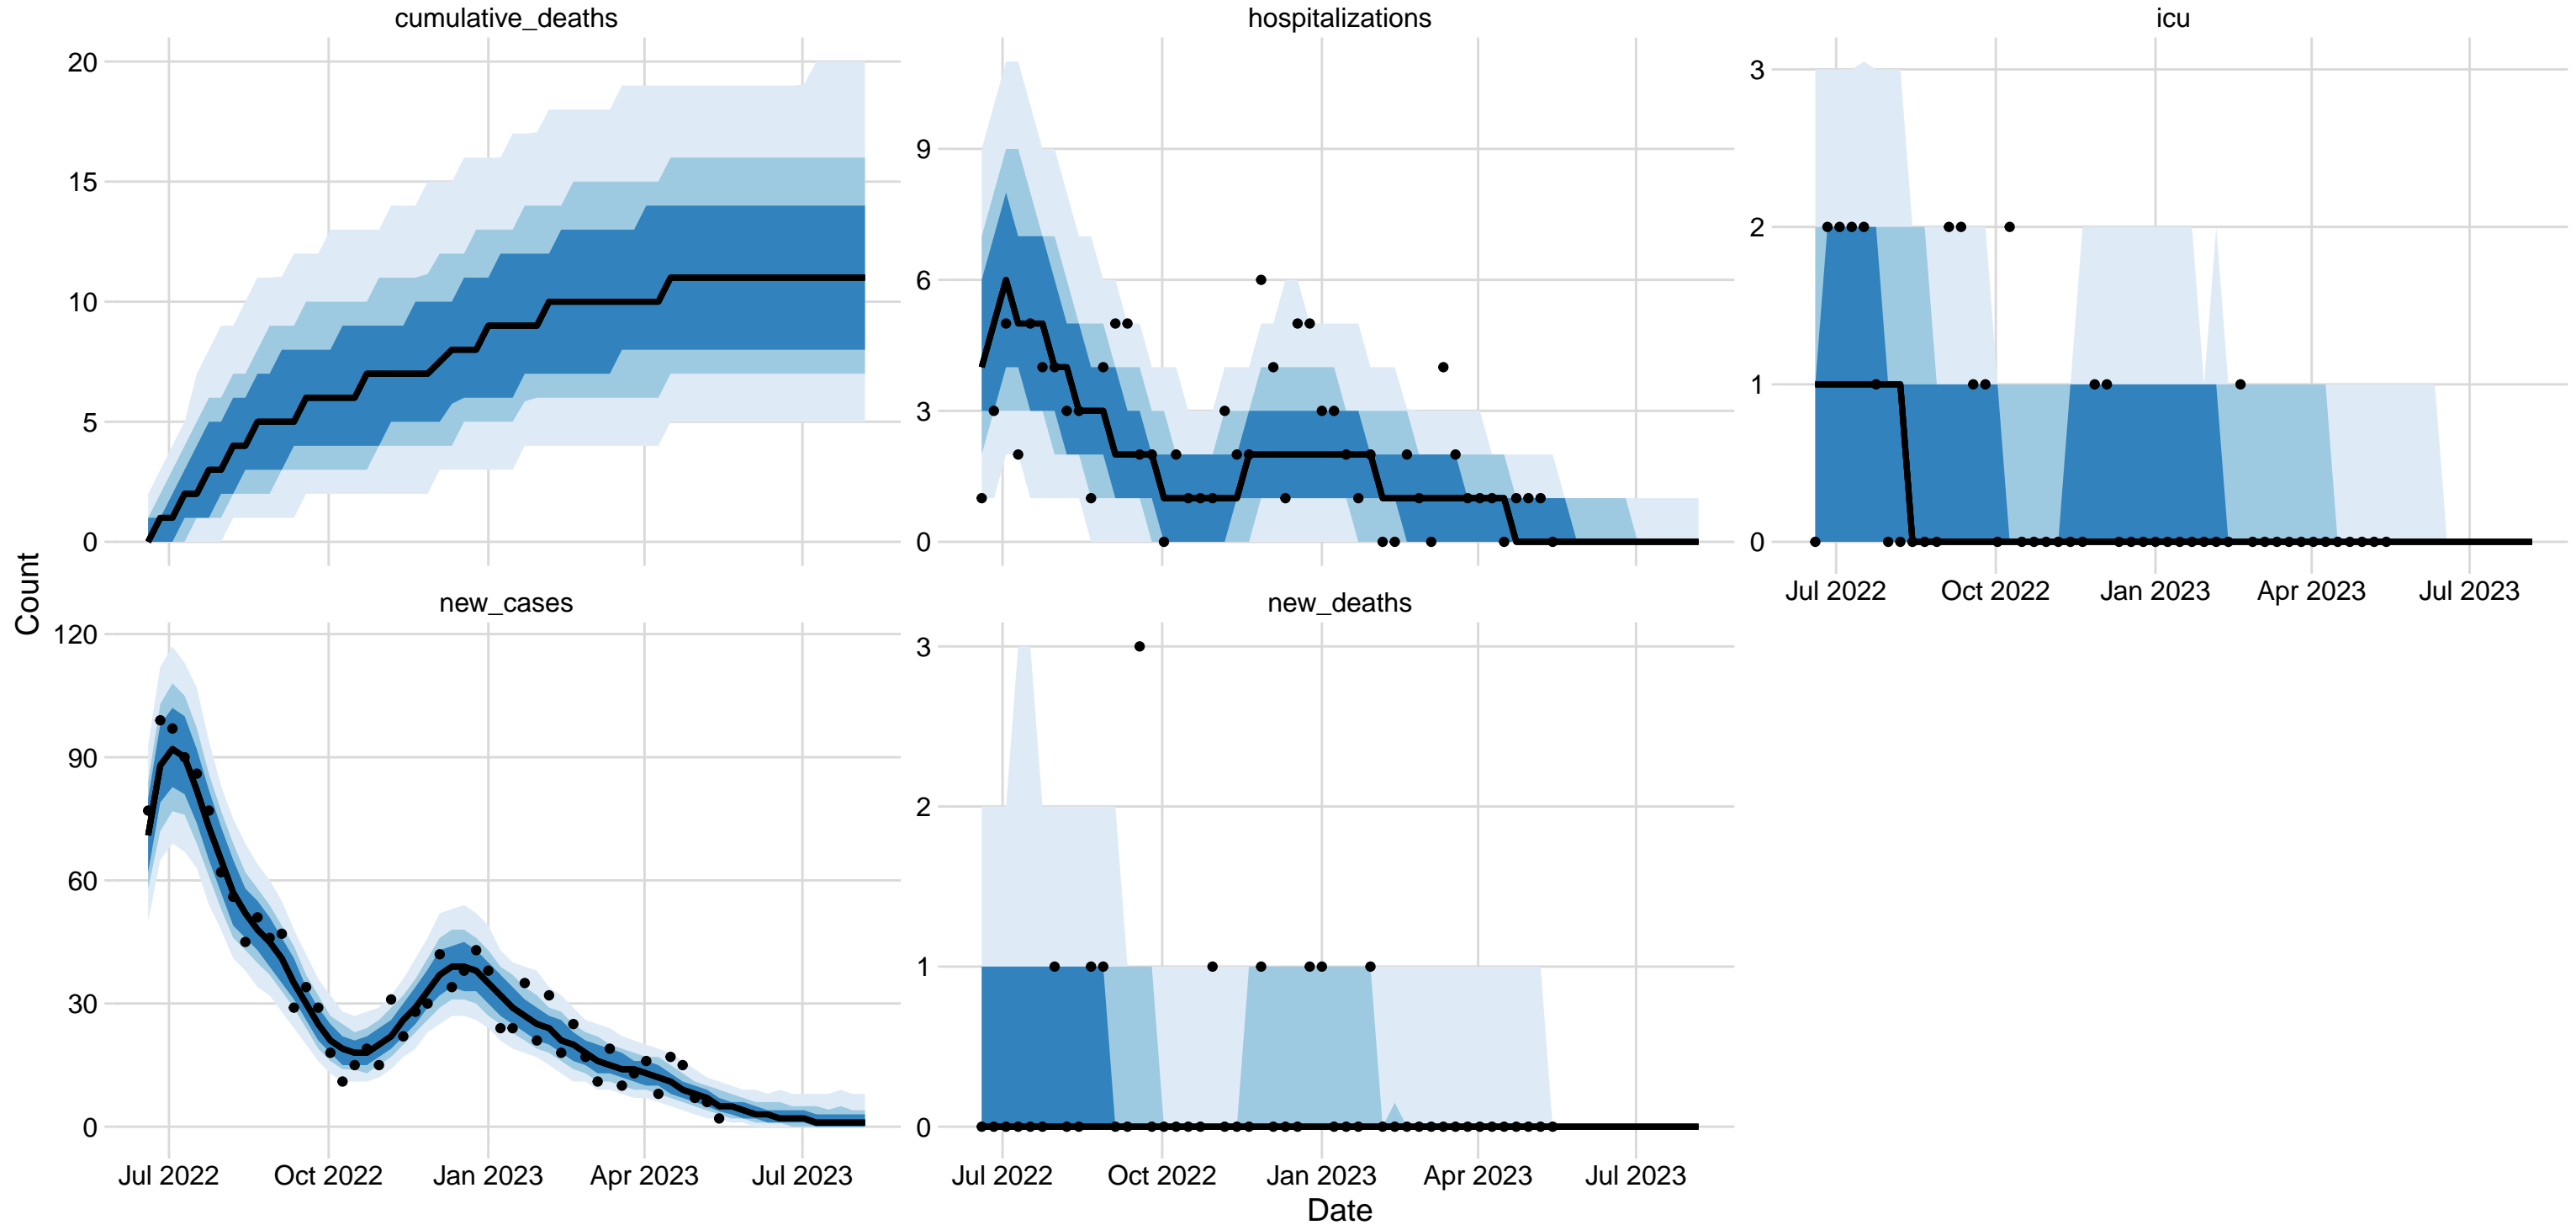 cumulative_deaths
20
15
10
5
0
hospitalizations
9
6
3
0
icu
3
2
1
0
Jul 2022 Oct 2022 Jan 2023 Apr 2023 Jul 2023
Count
new_cases
120
90
60
30
0
Jul 2022 Oct 2022 Jan 2023 Apr 2023 Jul 2023
new_deaths
3
2
1
0
Jul 2022 Oct 2022 Jan 2023 Apr 2023 Jul 2023
Date